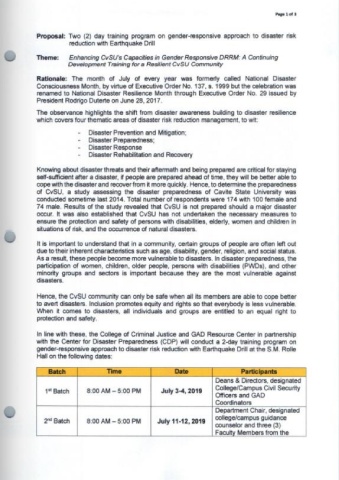 Page 1 of 3
Proposal: Two (2) day training program on gender-responsive approach to disaster risk
reduction with Earthquake Drill
Theme: Enhancing CvSU's Capacities in Gender Responsive DRRM: A Continuing
Development Training for a Resilient CvSU Community
Rationale: The month of July of every year was formerly called National Disaster
Consciousness Month, by virtue of Executive Order No. 137, s. 1999 but the celebration was
renamed to National Disaster Resilience Month through Executive Order No. 29 issued by
President Rodrigo Duterte on June 28, 2017.
The observance highlights the shift from disaster awareness building to disaster resilience
which covers four thematic areas of disaster risk reduction management, to wit:
- Disaster Prevention and Mitigation;
- Disaster Preparedness;
- Disaster Response
- Disaster Rehabilitation and Recovery
Knowing about disaster threats and their aftermath and being prepared are critical for staying
self-sufficient after a disaster, if people are prepared ahead of time, they will be better able to
cope with the disaster and recover from it more quickly. Hence, to determine the preparedness
of CvSU, a study assessing the disaster preparedness of Cavite State University was
conducted sometime last 2014. Total number of respondents were 174 with 100 female and
74 male. Results of the study revealed that CvSU is not prepared should a major disaster
occur. It was also established that CvSU has not undertaken the necessary measures to
ensure the protection and safety of persons with disabilities, elderly, women and children in
situations of risk, and the occurrence of natural disasters.
It is important to understand that in a community, certain groups of people are often left out
due to their inherent characteristics such as age, disability, gender, religion, and social status.
As a result, these people become more vulnerable to disasters. In disaster preparedness, the
participation of women, children, older people, persons with disabilities (PWDs), and other
minority groups and sectors is important because they are the most vulnerable against
disasters.
Hence, the CvSU community can only be safe when all its members are able to cope better
to avert disasters. Inclusion promotes equity and rights so that everybody is less vulnerable.
When it comes to disasters, all individuals and groups are entitled to an equal right to
protection and safety.
In line with these, the College of Criminal Justice and GAD Resource Center in partnership
with the Center for Disaster Preparedness (CDP) will conduct a 2-day training program on
gender-responsive approach to disaster risk reduction with Earthquake Drill at the S.M. Rolle
Hall on the following dates:
Batch Time Date Participants
1st Batch 8:00 AM – 5:00 PM July 3-4, 2019 Deans & Directors, designated
College/Campus Civil Security
Officers and GAD
Coordinators
2nd Batch 8:00 AM – 5:00 PM July 11-12, 2019 Department Chair, designated
college/campus guidance
counselor and three (3)
Faculty Members from the